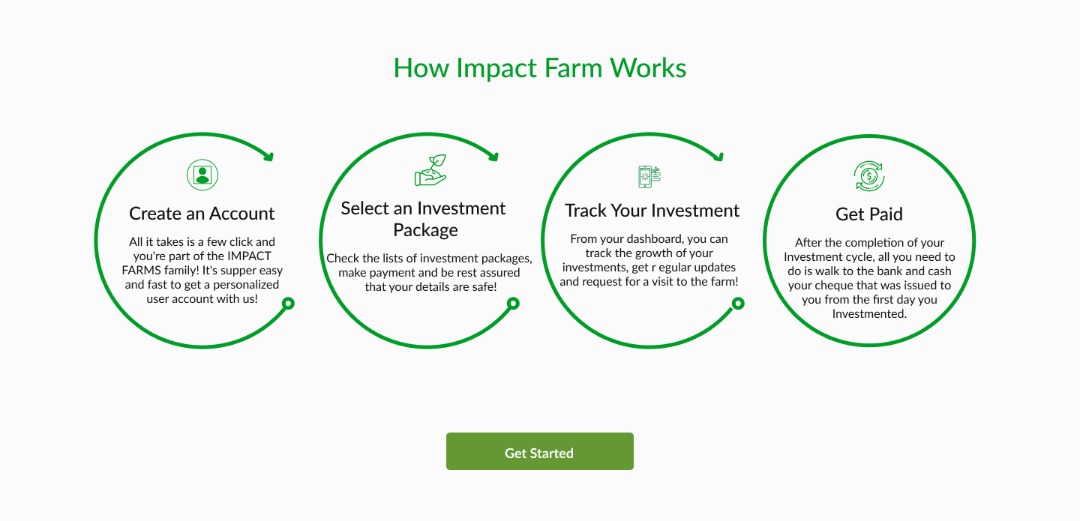 How Impact Farm Works
Create an Account
All it takes is a few click and
you're part of the IMPACT
FARMS family! It's supper easy
and fast to get a personalized
user account with us!
Select an Investment
Package
Check the lists of investment packages,
make payment and be rest assured
that your details are safe!
Track Your Investment
From your dashboard, you can
track the growth of your
investments, get r egular updates
and request for a visit to the farm!
Get Paid
After the completion of your
Investment cycle, all you need to
do is walk to the bank and cash
your cheque that was issued to
you from the first day you
Investmented.
Get Started